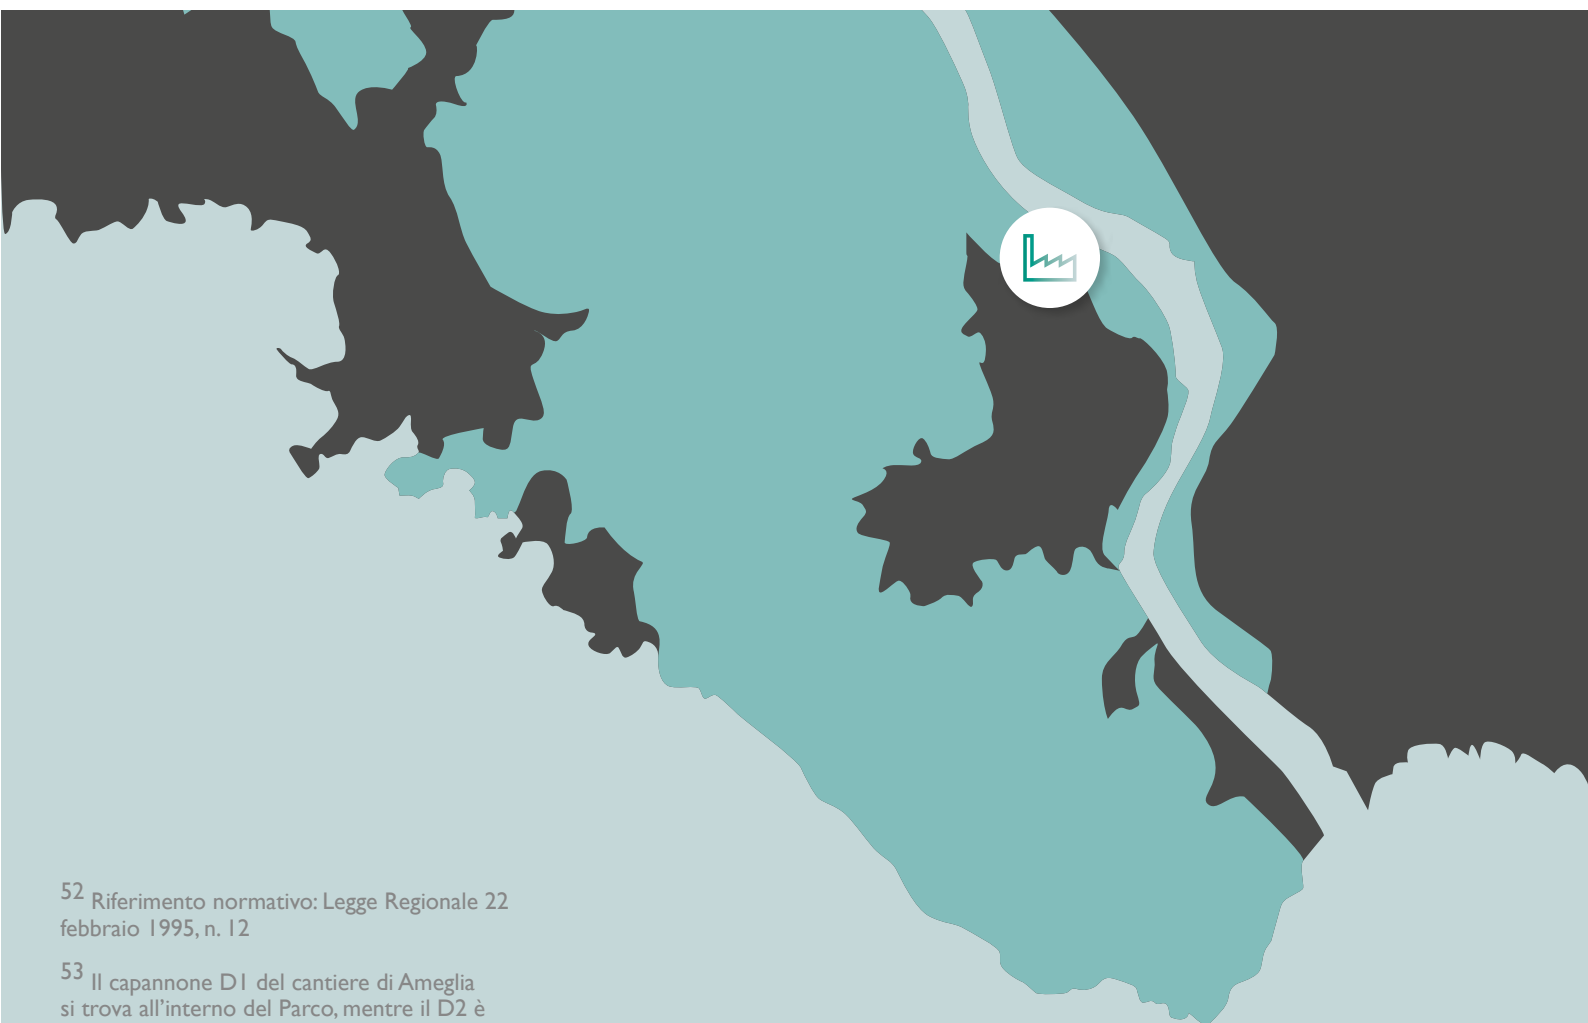 52 Riferimento normativo: Legge Regionale 22
febbraio 1995, n. 12
53 Il capannone D1 del cantiere di Ameglia
si trova all'interno del Parco, mentre il D2 è